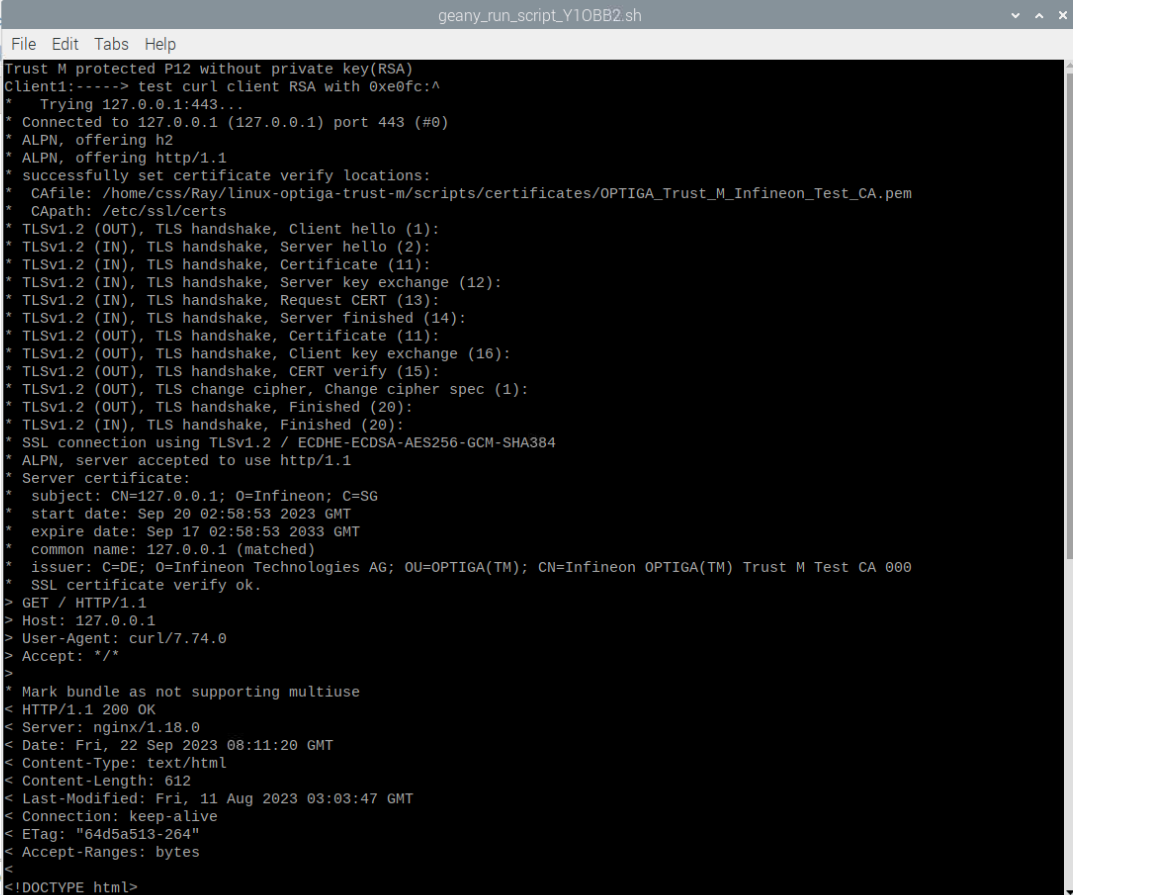 geany_run_script_Y1OBB2.sh
File Edit Tabs Help
Trust M protected P12 without private key(RSA)
Client1:-----> test curl client RSA with 0xe0fc:^
*   Trying 127.0.0.1:443...
* Connected to 127.0.0.1 (127.0.0.1) port 443 (#0)
* ALPN, offering h2
* ALPN, offering http/1.1
* successfully set certificate verify locations:
*  CAfile: /home/css/Ray/linux-optiga-trust-m/scripts/certificates/OPTIGA_Trust_M_Infineon_Test_CA.pem
*  CApath: /etc/ssl/certs
* TLSv1.2 (OUT), TLS handshake, Client hello (1):
* TLSv1.2 (IN), TLS handshake, Server hello (2):
* TLSv1.2 (IN), TLS handshake, Certificate (11):
* TLSv1.2 (IN), TLS handshake, Server key exchange (12):
* TLSv1.2 (IN), TLS handshake, Request CERT (13):
* TLSv1.2 (IN), TLS handshake, Server finished (14):
* TLSv1.2 (OUT), TLS handshake, Certificate (11):
* TLSv1.2 (OUT), TLS handshake, Client key exchange (16):
* TLSv1.2 (OUT), TLS handshake, CERT verify (15):
* TLSv1.2 (OUT), TLS change cipher, Change cipher spec (1):
* TLSv1.2 (OUT), TLS handshake, Finished (20):
* TLSv1.2 (IN), TLS handshake, Finished (20):
* SSL connection using TLSv1.2 / ECDHE-ECDSA-AES256-GCM-SHA384
* ALPN, server accepted to use http/1.1
* Server certificate:
*  subject: CN=127.0.0.1; O=Infineon; C=SG
*  start date: Sep 20 02:58:53 2023 GMT
*  expire date: Sep 17 02:58:53 2033 GMT
*  common name: 127.0.0.1 (matched)
*  issuer: C=DE; O=Infineon Technologies AG; OU=OPTIGA(TM); CN=Infineon OPTIGA(TM) Trust M Test CA 000
*  SSL certificate verify ok.
> GET / HTTP/1.1
> Host: 127.0.0.1
> User-Agent: curl/7.74.0
> Accept: */*
>
* Mark bundle as not supporting multiuse
< HTTP/1.1 200 OK
< Server: nginx/1.18.0
< Date: Fri, 22 Sep 2023 08:11:20 GMT
< Content-Type: text/html
< Content-Length: 612
< Last-Modified: Fri, 11 Aug 2023 03:03:47 GMT
< Connection: keep-alive
< ETag: "64d5a513-264"
< Accept-Ranges: bytes
<
<!DOCTYPE html>